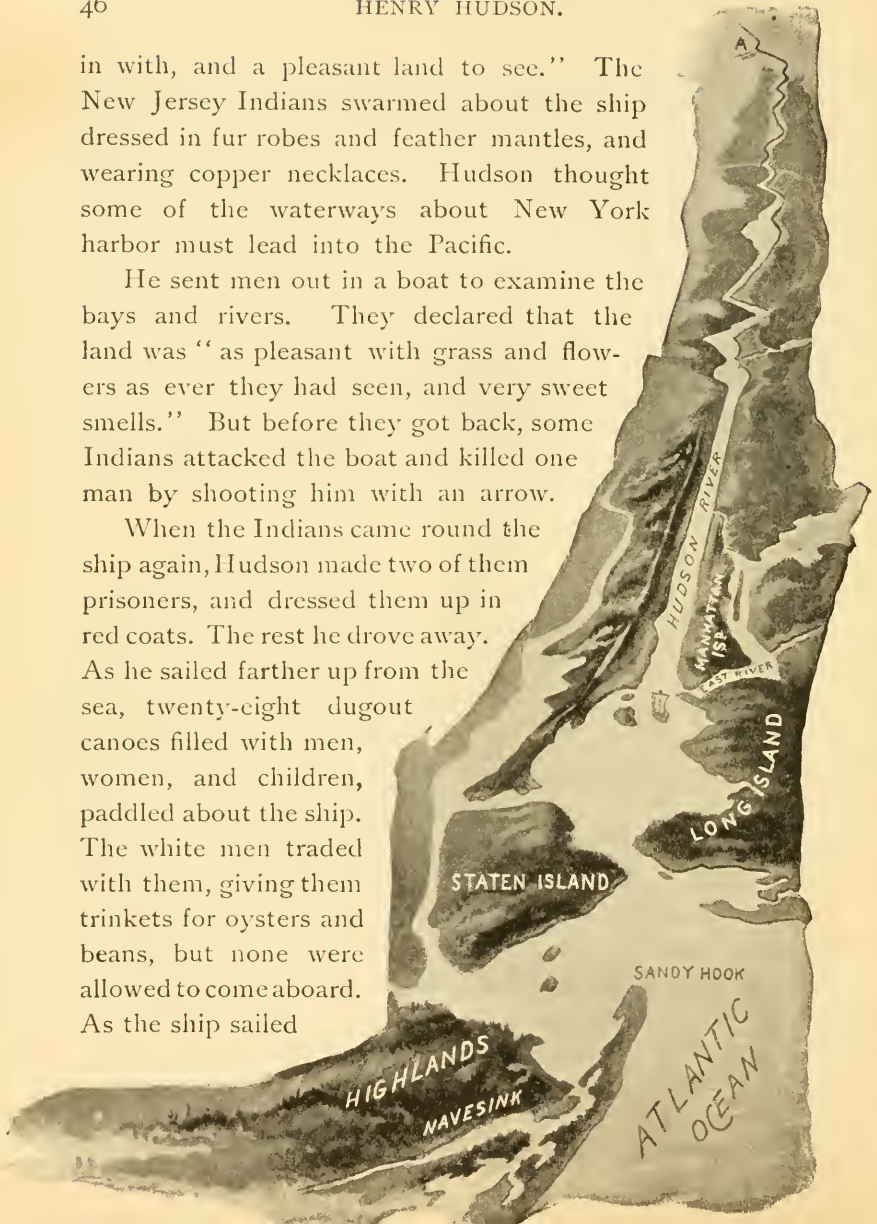 46
HENRY HUDSON.
in with, and a pleasant land to see." The
New Jersey Indians swarmed about the ship
dressed in fur robes and feather mantles, and
wearing copper necklaces. Hudson thought
some of the waterways about New York
harbor must lead into the Pacific.
He sent men out in a boat to examine the
bays and rivers. They declared that the
land was "as pleasant with grass and flow-
ers as ever they had seen, and very sweet
smells." But before they got back, some
Indians attacked the boat and killed one
man by shooting him with an arrow.
When the Indians came round the
ship again, Hudson made two of them
prisoners, and dressed them up in
red coats. The rest he drove away.
As he sailed farther up from the
sea, twenty-eight dugout
canoes filled with men,
women, and children,
paddled about the ship.
The white men traded
with them, giving them
trinkets for oysters and
beans, but none were
allowed to come aboard.
As the ship sailed
A
HUDSON RIVER
MANHATTEN
ISD
EAST RIVER
LONG ISLAND
STATEN ISLAND
SANDY HOOK
ATLANTIC
OCEAN
HIGHLANDS
NAVESINK